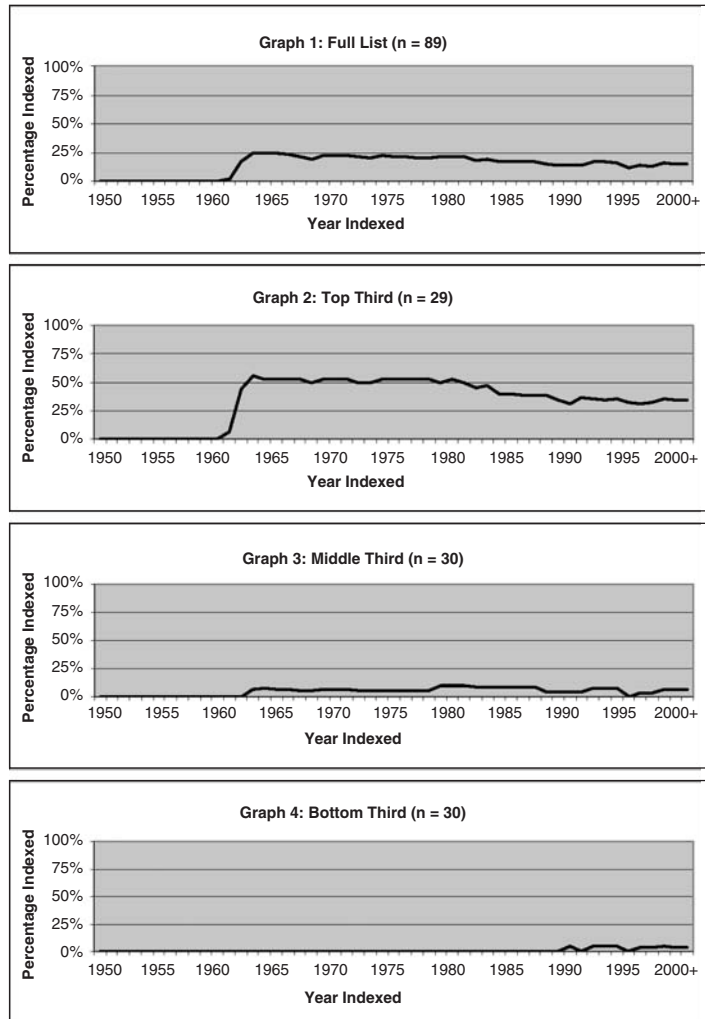 Graph 1: Full List (n = 89)
100%
75%
50%
25%
0%
Percentage Indexed
1950 1955 1960 1965 1970 1975 1980 1985 1990 1995 2000+
Year Indexed
Graph 2: Top Third (n = 29)
100%
75%
50%
25%
0%
Percentage Indexed
1950 1955 1960 1965 1970 1975 1980 1985 1990 1995 2000+
Year Indexed
Graph 3: Middle Third (n = 30)
100%
75%
50%
25%
0%
Percentage Indexed
1950 1955 1960 1965 1970 1975 1980 1985 1990 1995 2000+
Year Indexed
Graph 4: Bottom Third (n = 30)
100%
75%
50%
25%
0%
Percentage Indexed
1950 1955 1960 1965 1970 1975 1980 1985 1990 1995 2000+
Year Indexed